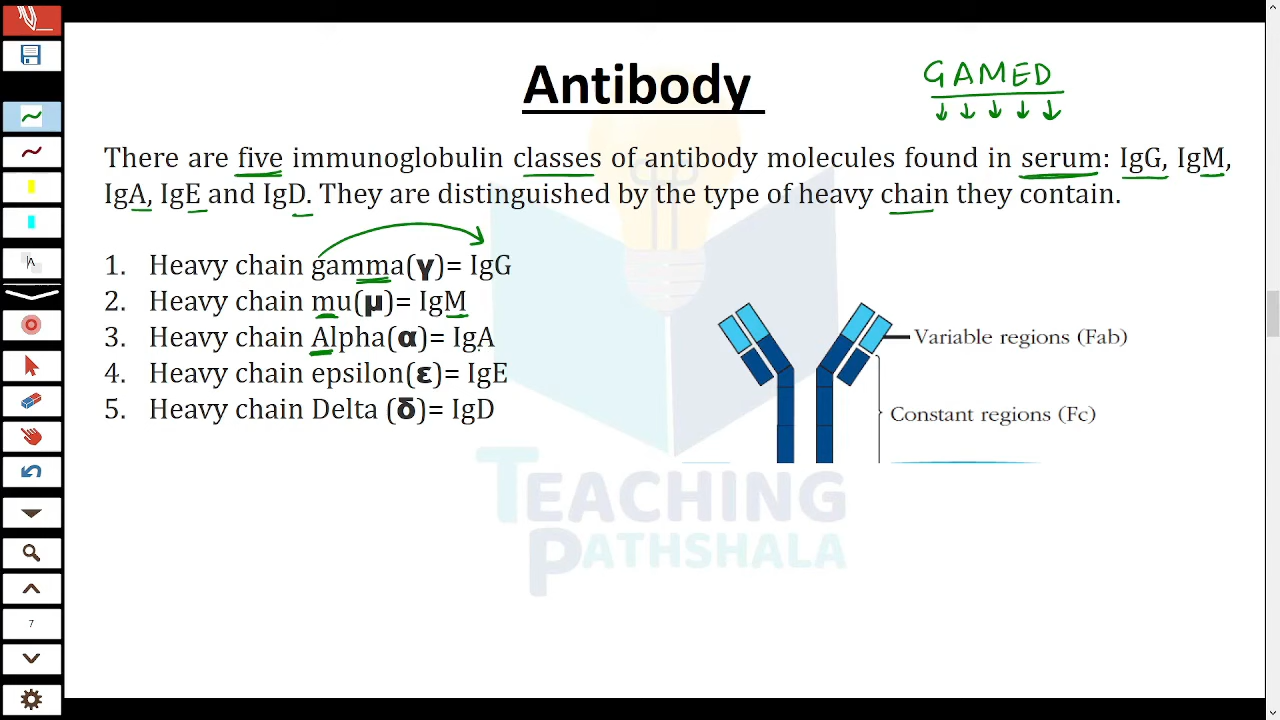 Antibody
GAMED
There are five immunoglobulin classes of antibody molecules found in serum: IgG, IgM,
IgA, IgE and IgD. They are distinguished by the type of heavy chain they contain.
1. Heavy chain gamma(γ)= IgG
2. Heavy chain mu(μ)= IgM
3. Heavy chain Alpha(α)= IgA
4. Heavy chain epsilon(ε)= IgE
5. Heavy chain Delta (δ)= IgD
Variable regions (Fab)
Constant regions (Fc)
TEACHING
PATHSHALA
7